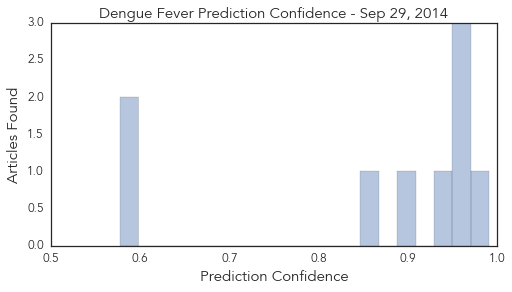 Dengue Fever Prediction Confidence - Sep 29, 2014
3.0
2.5
2.0
1.5
1.0
0.5
0.0
Articles Found
0.5 0.6 0.7 0.8 0.9 1.0
Prediction Confidence